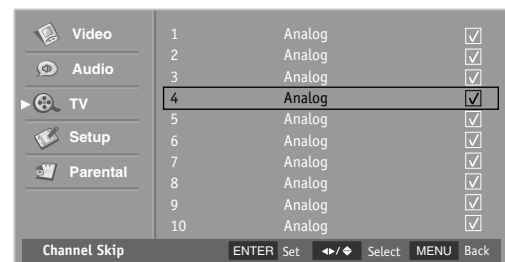 Video
Audio
TV
Setup
Parental
1 Analog
2 Analog
3 Analog
4 Analog
5 Analog
6 Analog
7 Analog
8 Analog
9 Analog
10 Analog
Channel Skip ENTER Set Select MENU Back